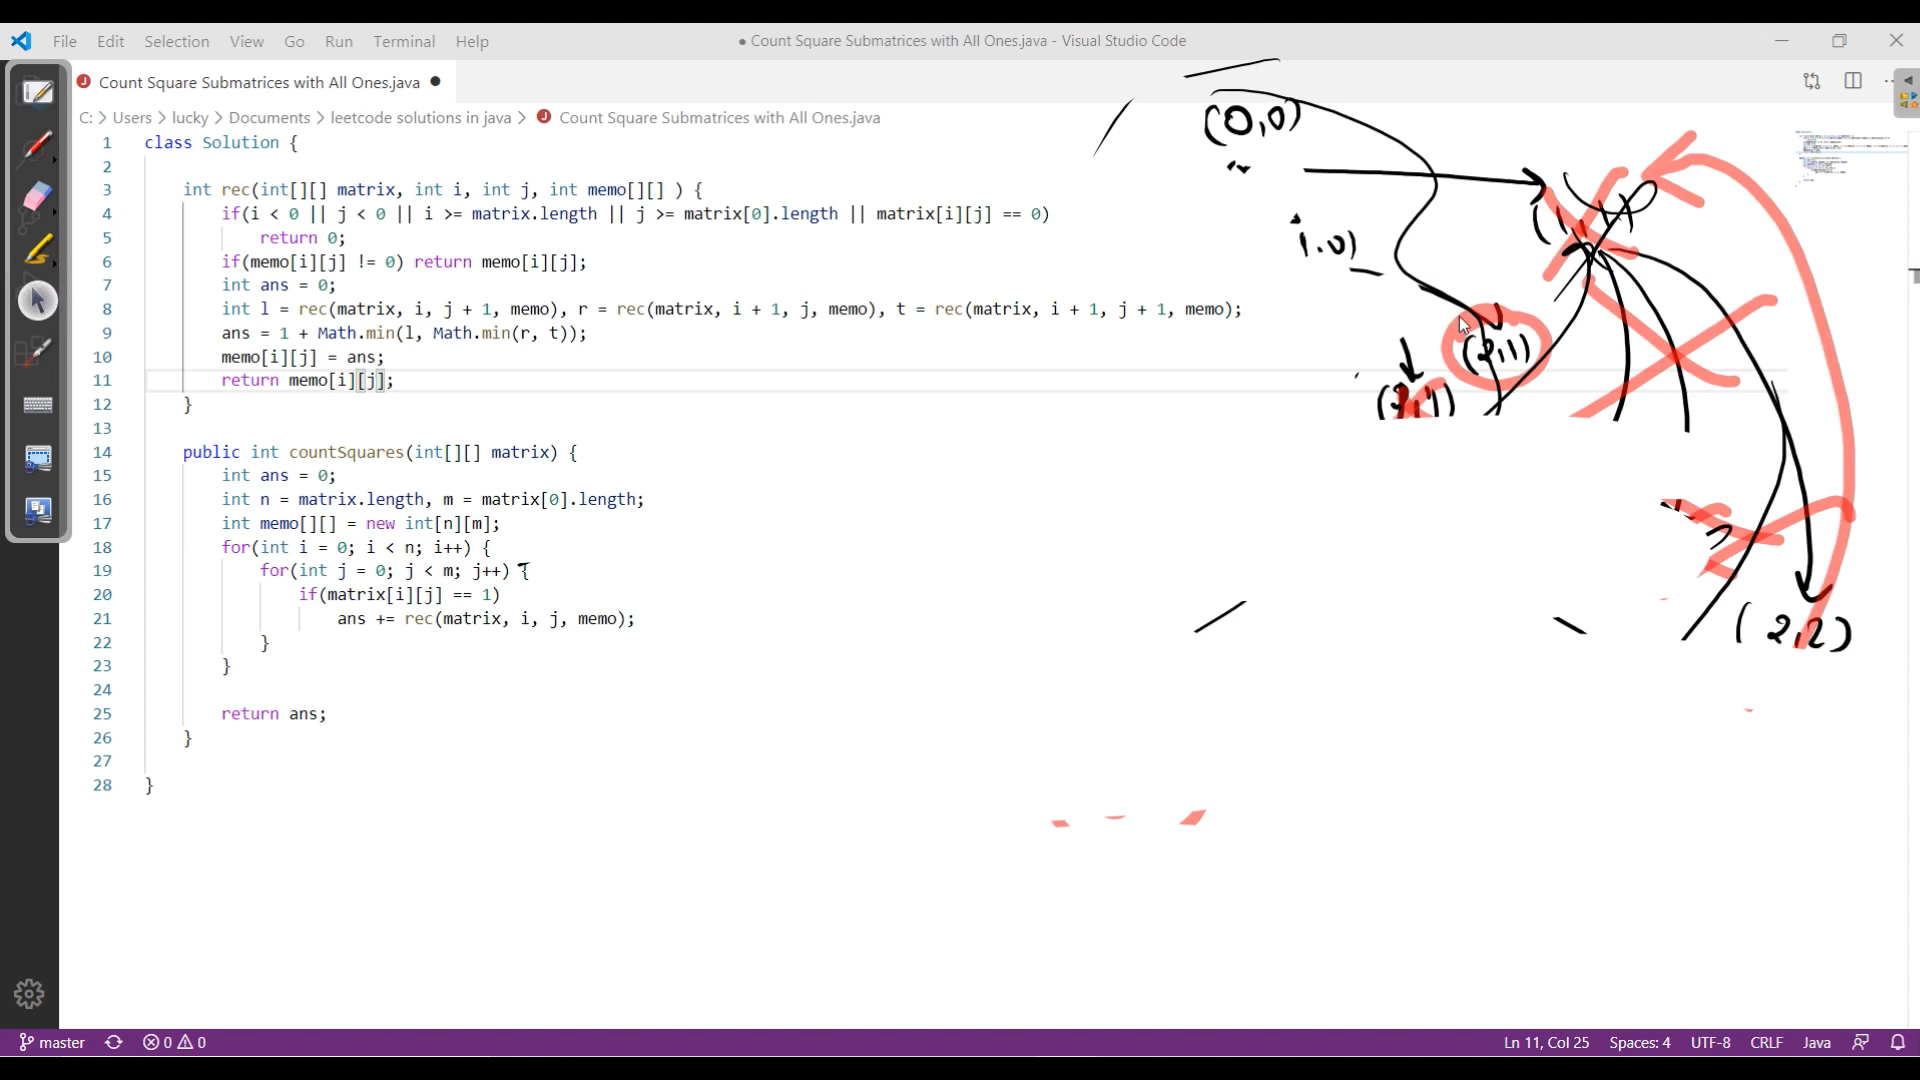 File Edit Selection View Go Run Terminal Help
● Count Square Submatrices with All Ones.java - Visual Studio Code
Count Square Submatrices with All Ones.java ●
C: > Users > lucky > Documents > leetcode solutions in java > Count Square Submatrices with All Ones.java
1 class Solution {
2
3 int rec(int[][] matrix, int i, int j, int memo[][] ) {
4 if(i < 0 || j < 0 || i >= matrix.length || j >= matrix[0].length || matrix[i][j] == 0)
5 return 0;
6 if(memo[i][j] != 0) return memo[i][j];
7 int ans = 0;
8 int l = rec(matrix, i, j + 1, memo), r = rec(matrix, i + 1, j, memo), t = rec(matrix, i + 1, j + 1, memo);
9 ans = 1 + Math.min(l, Math.min(r, t));
10 memo[i][j] = ans;
11 return memo[i][j];
12 }
13
14 public int countSquares(int[][] matrix) {
15 int ans = 0;
16 int n = matrix.length, m = matrix[0].length;
17 int memo[][] = new int[n][m];
18 for(int i = 0; i < n; i++) {
19 for(int j = 0; j < m; j++) {
20 if(matrix[i][j] == 1)
21 ans += rec(matrix, i, j, memo);
22 }
23 }
24
25 return ans;
26 }
27
28 }
(0,0)
1,0)
(2,1)
(2,2)
master 0 0 Ln 11, Col 25 Spaces: 4 UTF-8 CRLF Java